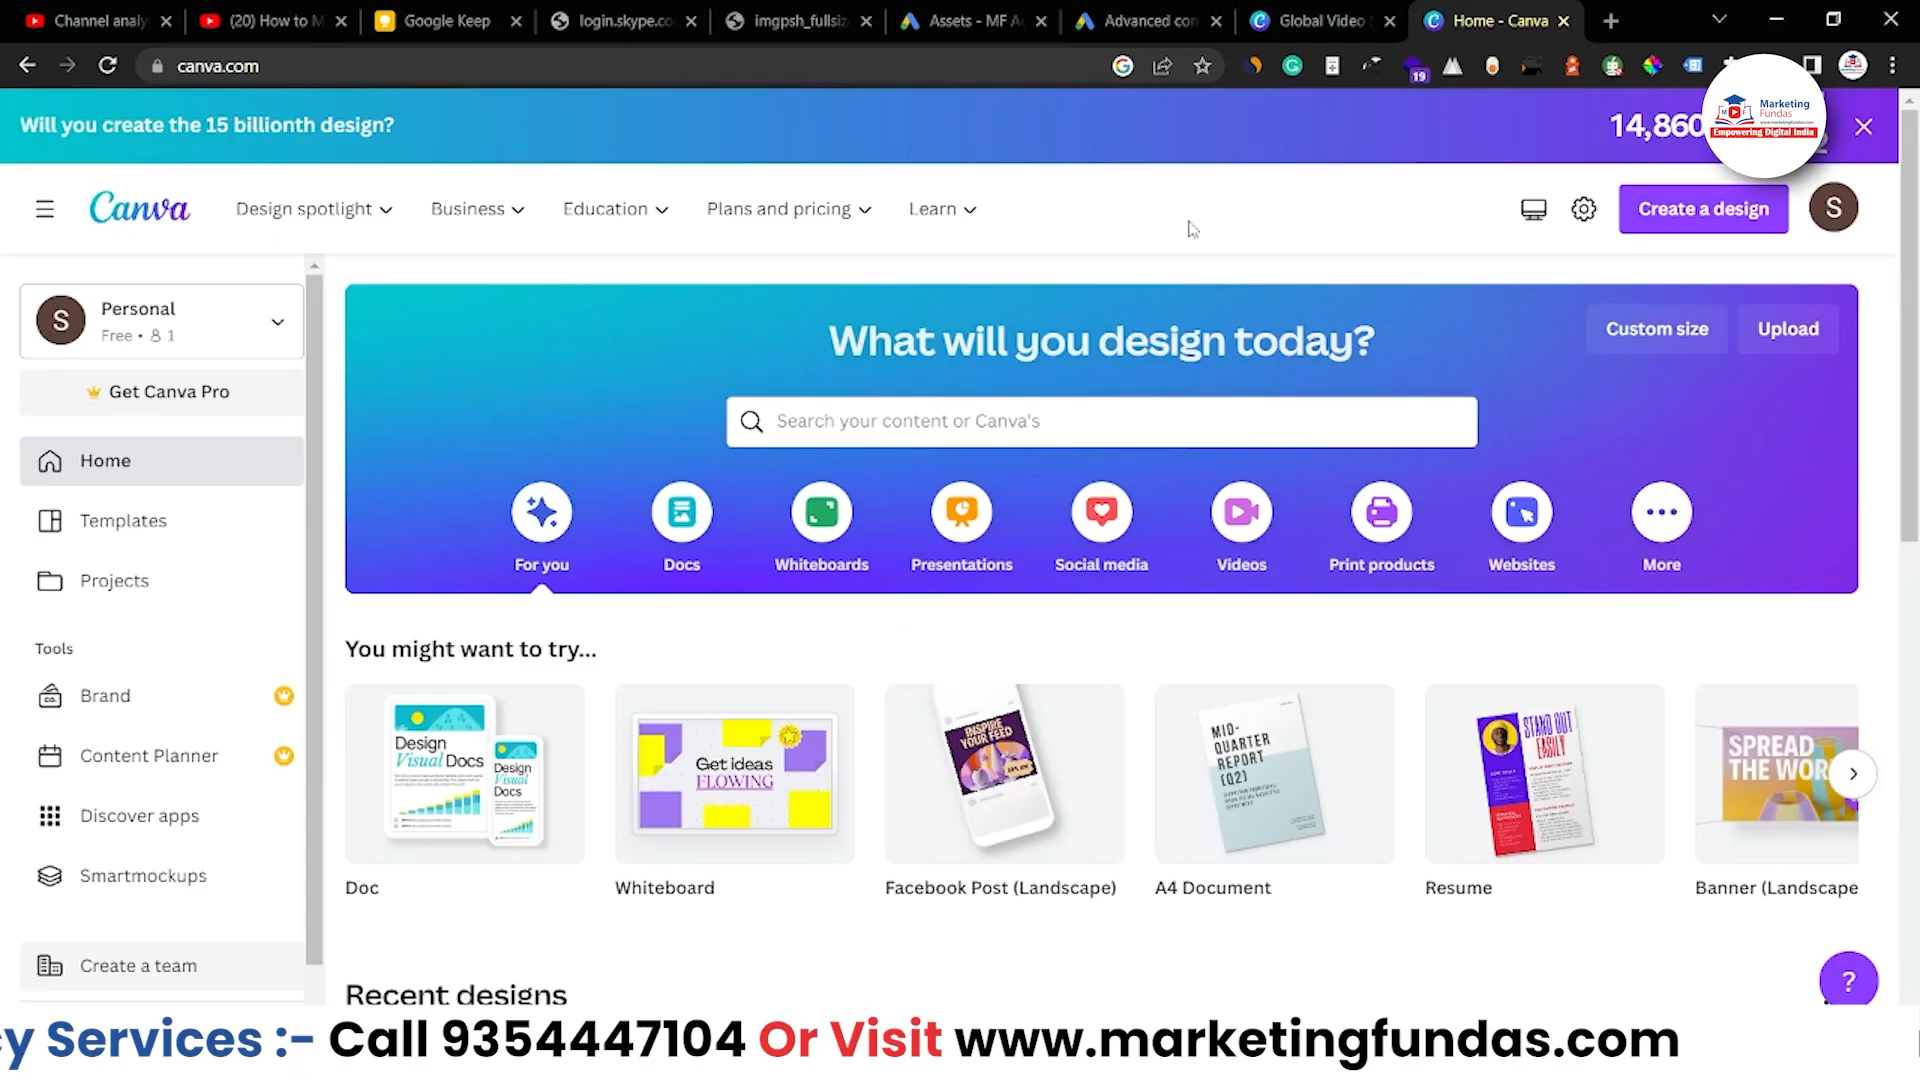 Channel analy
(20) How to M
Google Keep
login.skype.co
imgpsh_fullsiz
Assets - MF A
Advanced con
Global Video
Home - Canva
canva.com
19
Will you create the 15 billionth design?
14,860
Marketing
Fundas
www.marketingfundas.com
Empowering Digital India
Canva
Design spotlight
Business
Education
Plans and pricing
Learn
Create a design
S
S
Personal
Free • 1
Get Canva Pro
Home
Templates
Projects
Tools
Brand
Content Planner
Discover apps
Smartmockups
Create a team
What will you design today?
Custom size
Upload
Search your content or Canva's
For you
Docs
Whiteboards
Presentations
Social media
Videos
Print products
Websites
More
You might want to try...
Design
Visual Docs
Design
Visual
Docs
Get ideas
FLOWING
INSPIRE
YOUR FEED
MID-
QUARTER
REPORT
(Q2)
STAND OUT
EASILY
SPREAD
THE WOR
Doc
Whiteboard
Facebook Post (Landscape)
A4 Document
Resume
Banner (Landscape
Recent designs
?
cy Services :- Call 9354447104 Or Visit www.marketingfundas.com